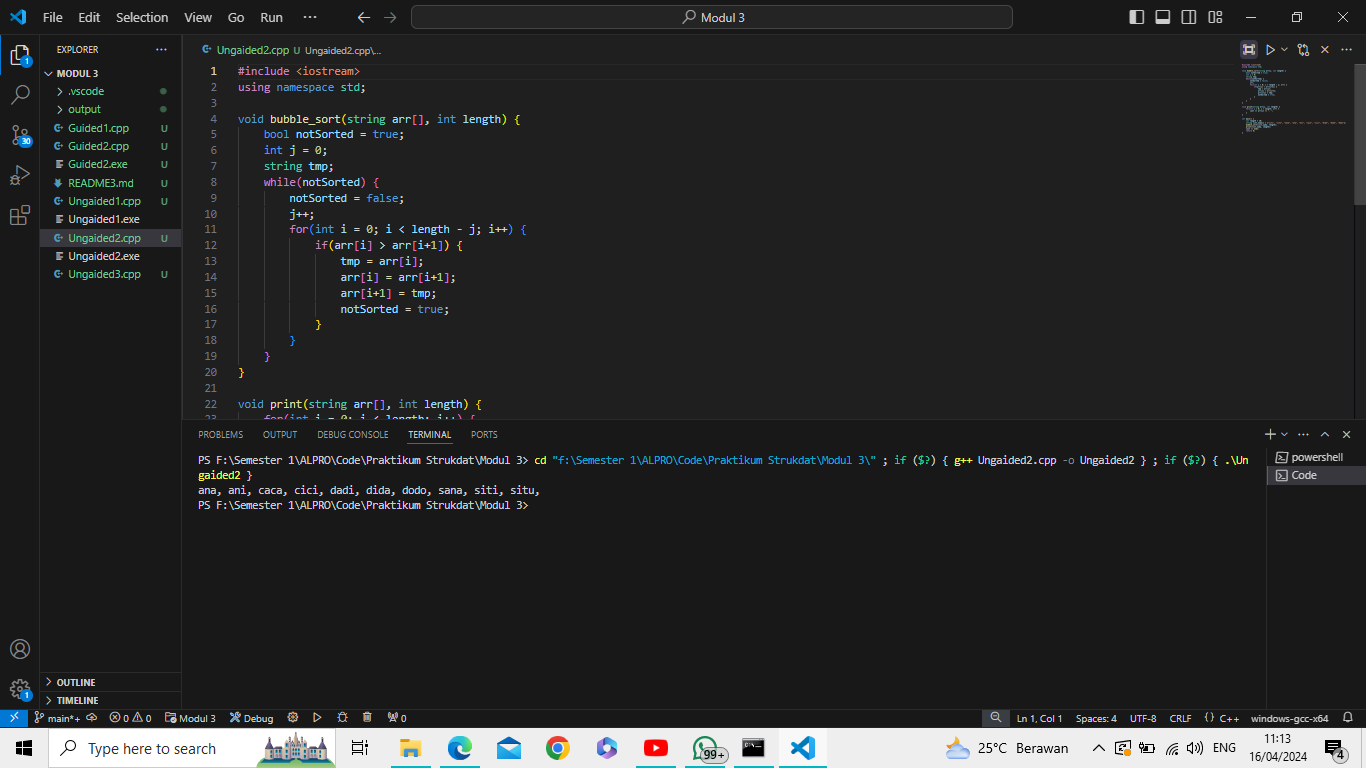 File Edit Selection View Go Run ··· Modul 3
EXPLORER ···
MODUL 3
.vscode
output
Guided1.cpp U
Guided2.cpp U
Guided2.exe U
README3.md U
Ungaided1.cpp U
Ungaided1.exe
Ungaided2.cpp U
Ungaided2.exe
Ungaided3.cpp U
OUTLINE
TIMELINE
Ungaided2.cpp U Ungaided2.cpp\...
1 #include <iostream>
2 using namespace std;
3
4 void bubble_sort(string arr[], int length) {
5 bool notSorted = true;
6 int j = 0;
7 string tmp;
8 while(notSorted) {
9 notSorted = false;
10 j++;
11 for(int i = 0; i < length - j; i++) {
12 if(arr[i] > arr[i+1]) {
13 tmp = arr[i];
14 arr[i] = arr[i+1];
15 arr[i+1] = tmp;
16 notSorted = true;
17 }
18 }
19 }
20 }
21
22 void print(string arr[], int length) {
23 for(int i = 0; i < length; i++) {
PROBLEMS OUTPUT DEBUG CONSOLE TERMINAL PORTS
PS F:\Semester 1\ALPRO\Code\Praktikum Strukdat\Modul 3> cd "f:\Semester 1\ALPRO\Code\Praktikum Strukdat\Modul 3\" ; if ($?) { g++ Ungaided2.cpp -o Ungaided2 } ; if ($?) { .\Un
gaided2 }
ana, ani, caca, cici, dadi, dida, dodo, sana, siti, situ,
PS F:\Semester 1\ALPRO\Code\Praktikum Strukdat\Modul 3>
powershell
Code
1
30
1
main*+ 0 0 Modul 3 Debug 0 Ln 1, Col 1 Spaces: 4 UTF-8 CRLF {} C++ windows-gcc-x64
Type here to search 99+ 25°C Berawan ENG 11:13
16/04/2024 4